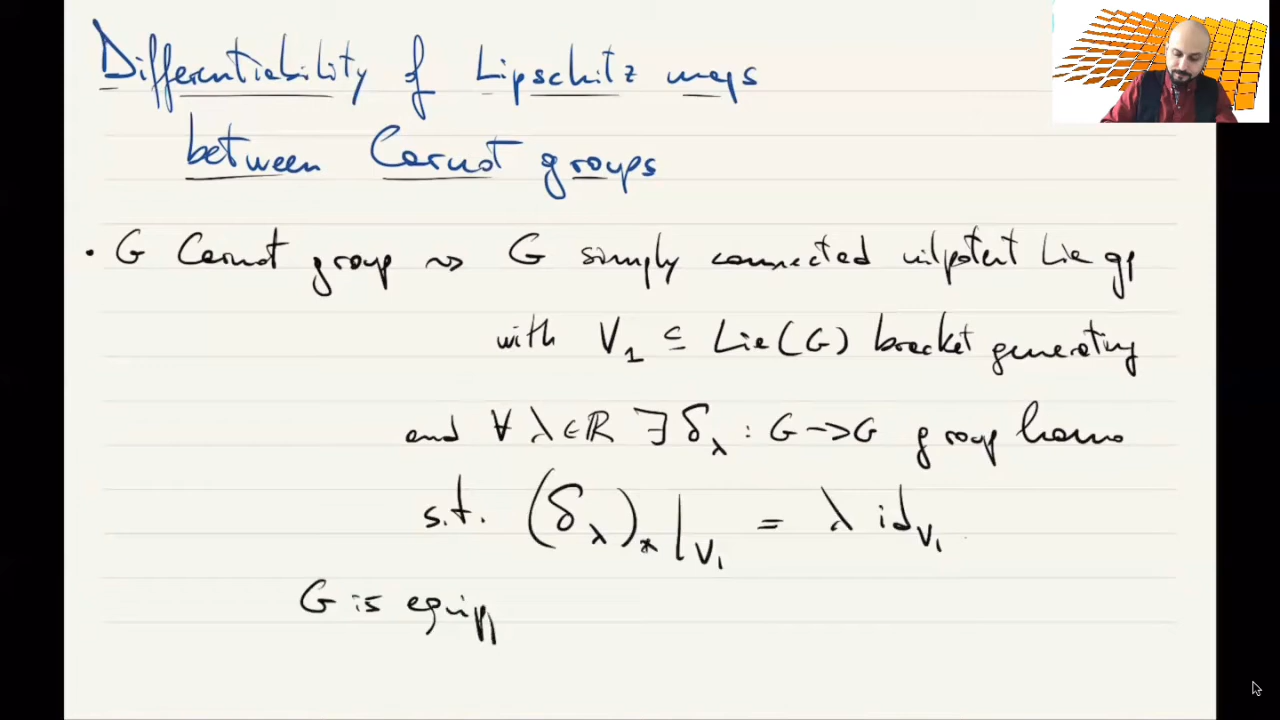 Differentiability of Lipschitz maps
between Carnot groups
• G Carnot group ⇝ G simply connected nilpotent Lie gp
with V₁ ⊆ Lie(G) bracket generating
and ∀ λ∈ℝ ∃ δ_λ : G → G group homo
s.t. (δ_λ)_*|_{V₁} = λ id_{V₁}
G is equipp